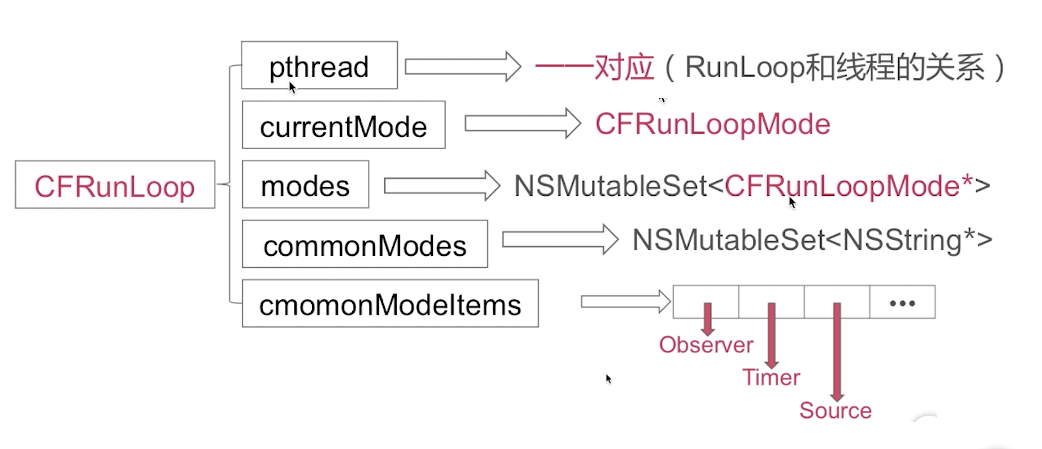 pthread
一一对应（RunLoop和线程的关系）
currentMode
CFRunLoopMode
CFRunLoop
modes
NSMutableSet<CFRunLoopMode*>
commonModes
NSMutableSet<NSString*>
cmomonModeItems
•••
Observer
Timer
Source